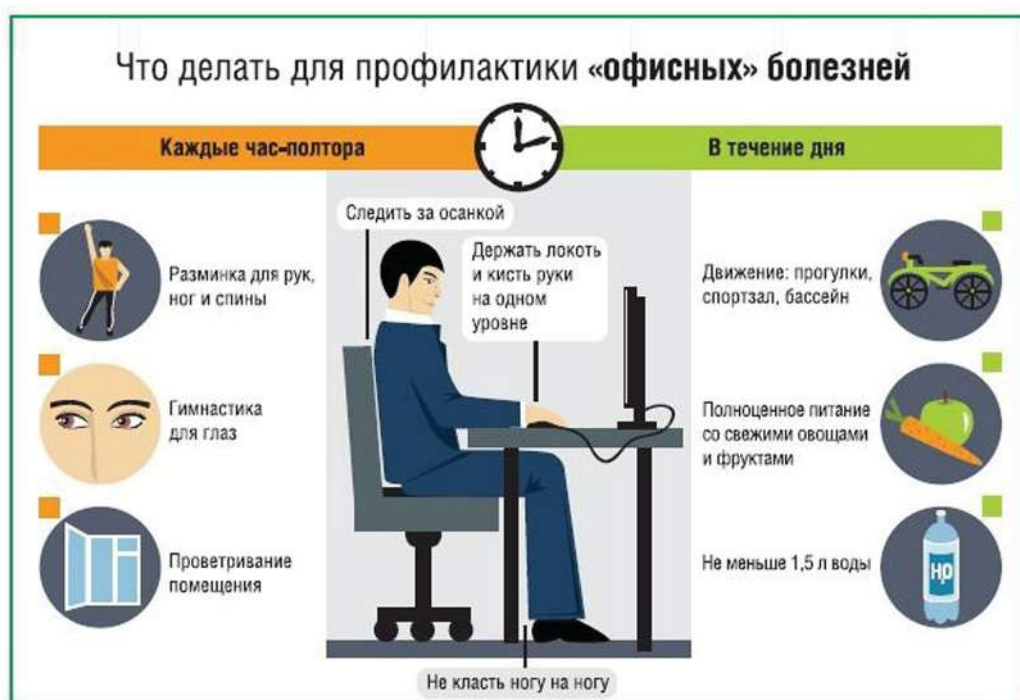 Что делать для профилактики «офисных» болезней
Каждые час-полтора
В течение дня
Следить за осанкой
Держать локоть
и кисть руки
на одном
уровне
Разминка для рук,
ног и спины
Гимнастика
для глаз
Проветривание
помещения
Движение: прогулки,
спортзал, бассейн
Полноценное питание
со свежими овощами
и фруктами
Не меньше 1,5 л воды
H₂O
Не класть ногу на ногу